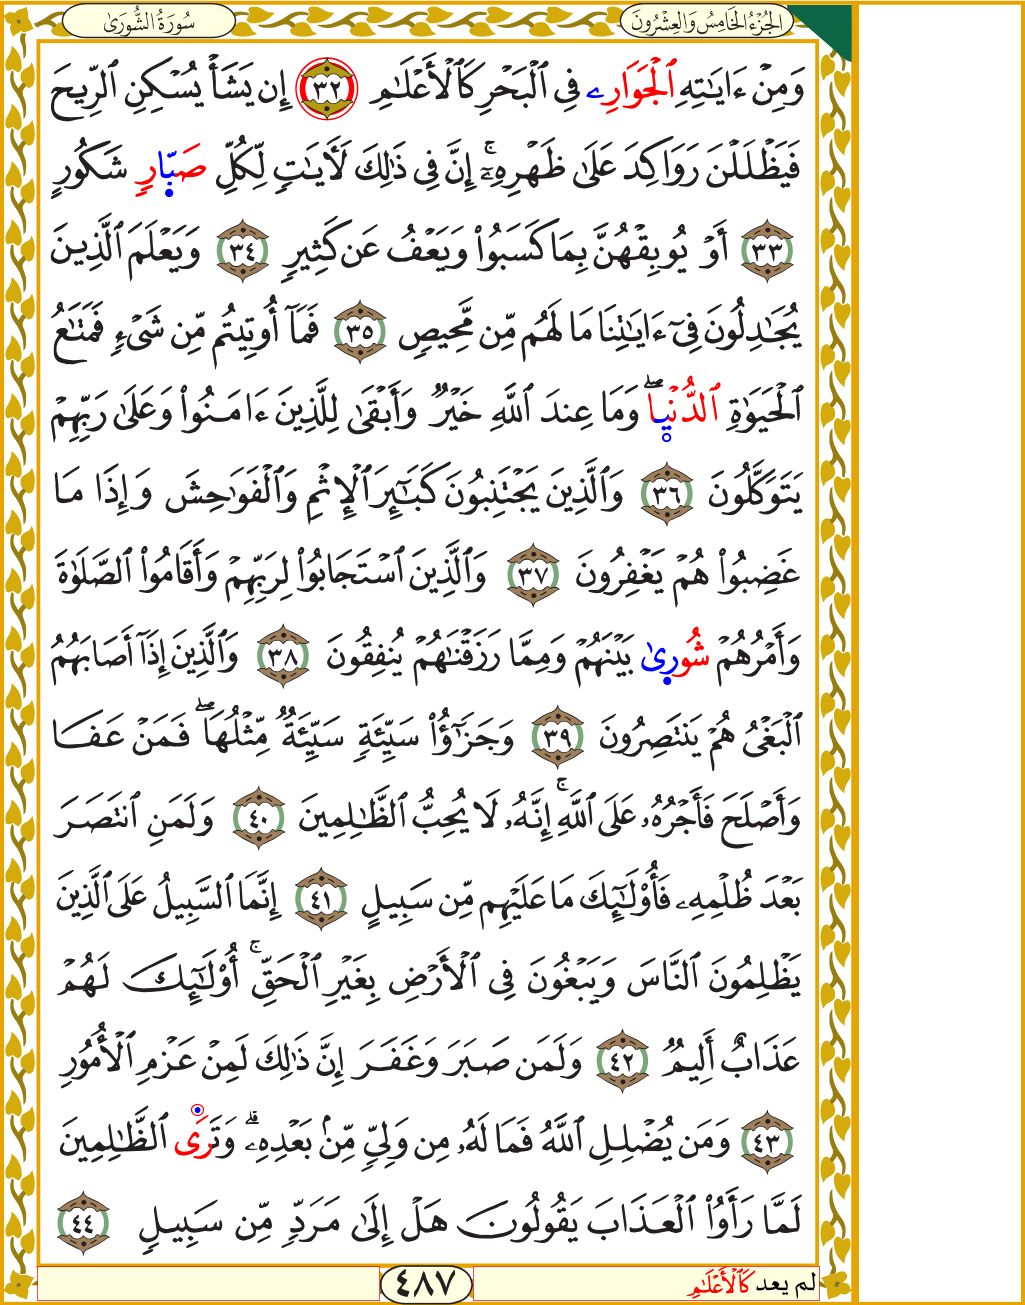 الجُزْءُ الخَامِسُ وَالعِشْرُونَ
سُورَةُ الشُّورَىٰ
وَمِنْ ءَايَٰتِهِ ٱلْجَوَارِۦ فِى ٱلْبَحْرِ كَٱلْأَعْلَٰمِ ٣٢ إِن يَشَأْ يُسْكِنِ ٱلرِّيحَ
فَيَظْلَلْنَ رَوَاكِدَ عَلَىٰ ظَهْرِهِۦٓ ۚ إِنَّ فِى ذَٰلِكَ لَءَايَٰتٍ لِّكُلِّ صَبَّارٍ شَكُورٍ
٣٣ أَوْ يُوبِقْهُنَّ بِمَا كَسَبُوا۟ وَيَعْفُ عَن كَثِيرٍ ٣٤ وَيَعْلَمَ ٱلَّذِينَ
يُجَٰدِلُونَ فِىٓ ءَايَٰتِنَا مَا لَهُم مِّن مَّحِيصٍ ٣٥ فَمَآ أُوتِيتُم مِّن شَىْءٍ فَمَتَٰعُ
ٱلْحَيَوٰةِ ٱلدُّنْيَا ۖ وَمَا عِندَ ٱللَّهِ خَيْرٌ وَأَبْقَىٰ لِلَّذِينَ ءَامَنُوا۟ وَعَلَىٰ رَبِّهِمْ
يَتَوَكَّلُونَ ٣٦ وَٱلَّذِينَ يَجْتَنِبُونَ كَبَٰٓئِرَ ٱلْإِثْمِ وَٱلْفَوَٰحِشَ وَإِذَا مَا
غَضِبُوا۟ هُمْ يَغْفِرُونَ ٣٧ وَٱلَّذِينَ ٱسْتَجَابُوا۟ لِرَبِّهِمْ وَأَقَامُوا۟ ٱلصَّلَوٰةَ
وَأَمْرُهُمْ شُورَىٰ بَيْنَهُمْ وَمِمَّا رَزَقْنَٰهُمْ يُنفِقُونَ ٣٨ وَٱلَّذِينَ إِذَآ أَصَابَهُمُ
ٱلْبَغْىُ هُمْ يَنتَصِرُونَ ٣٩ وَجَزَٰٓؤُا۟ سَيِّئَةٍ سَيِّئَةٌ مِّثْلُهَا ۖ فَمَنْ عَفَا
وَأَصْلَحَ فَأَجْرُهُۥ عَلَى ٱللَّهِ ۚ إِنَّهُۥ لَا يُحِبُّ ٱلظَّٰلِمِينَ ٤٠ وَلَمَنِ ٱنتَصَرَ
بَعْدَ ظُلْمِهِۦ فَأُو۟لَٰٓئِكَ مَا عَلَيْهِم مِّن سَبِيلٍ ٤١ إِنَّمَا ٱلسَّبِيلُ عَلَى ٱلَّذِينَ
يَظْلِمُونَ ٱلنَّاسَ وَيَبْغُونَ فِى ٱلْأَرْضِ بِغَيْرِ ٱلْحَقِّ ۚ أُو۟لَٰٓئِكَ لَهُمْ
عَذَابٌ أَلِيمٌ ٤٢ وَلَمَن صَبَرَ وَغَفَرَ إِنَّ ذَٰلِكَ لَمِنْ عَزْمِ ٱلْأُمُورِ
٤٣ وَمَن يُضْلِلِ ٱللَّهُ فَمَا لَهُۥ مِن وَلِىٍّ مِّنۢ بَعْدِهِۦ ۗ وَتَرَى ٱلظَّٰلِمِينَ
لَمَّا رَأَوُا۟ ٱلْعَذَابَ يَقُولُونَ هَلْ إِلَىٰ مَرَدٍّ مِّن سَبِيلٍ ٤٤
لم يعد كَٱلْأَعْلَٰمِ
٤٨٧